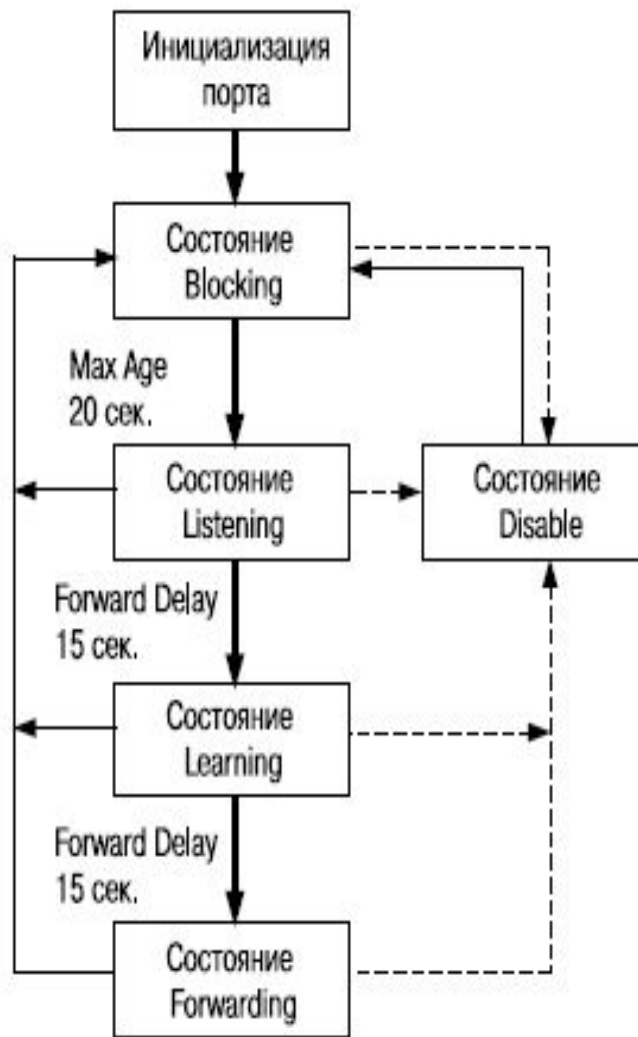 Инициализация
порта
Состояние
Blocking
Max Age
20 сек.
Состояние
Listening
Состояние
Disable
Forward Delay
15 сек.
Состояние
Learning
Forward Delay
15 сек.
Состояние
Forwarding